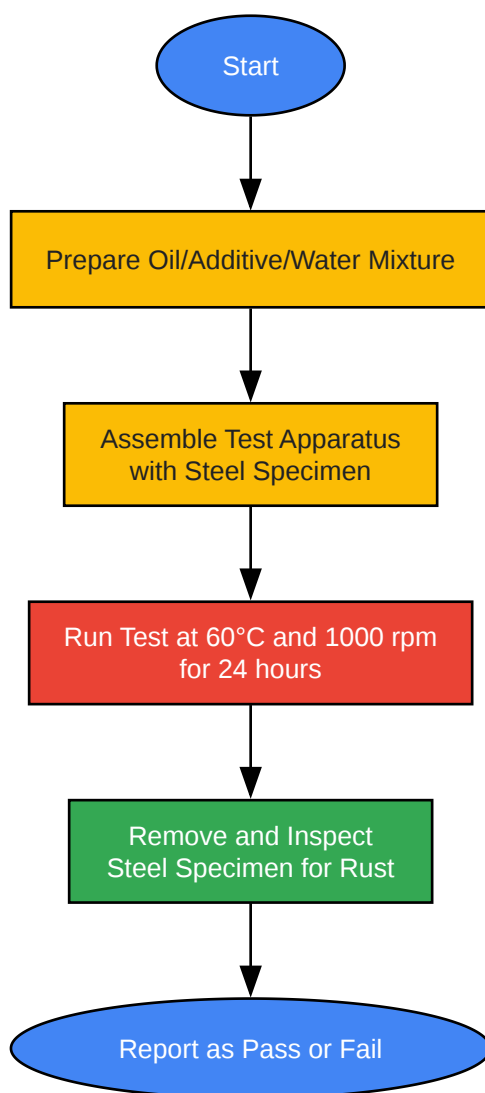 Start
Prepare Oil/Additive/Water Mixture
Assemble Test Apparatus
with Steel Specimen
Run Test at 60°C and 1000 rpm
for 24 hours
Remove and Inspect
Steel Specimen for Rust
Report as Pass or Fail